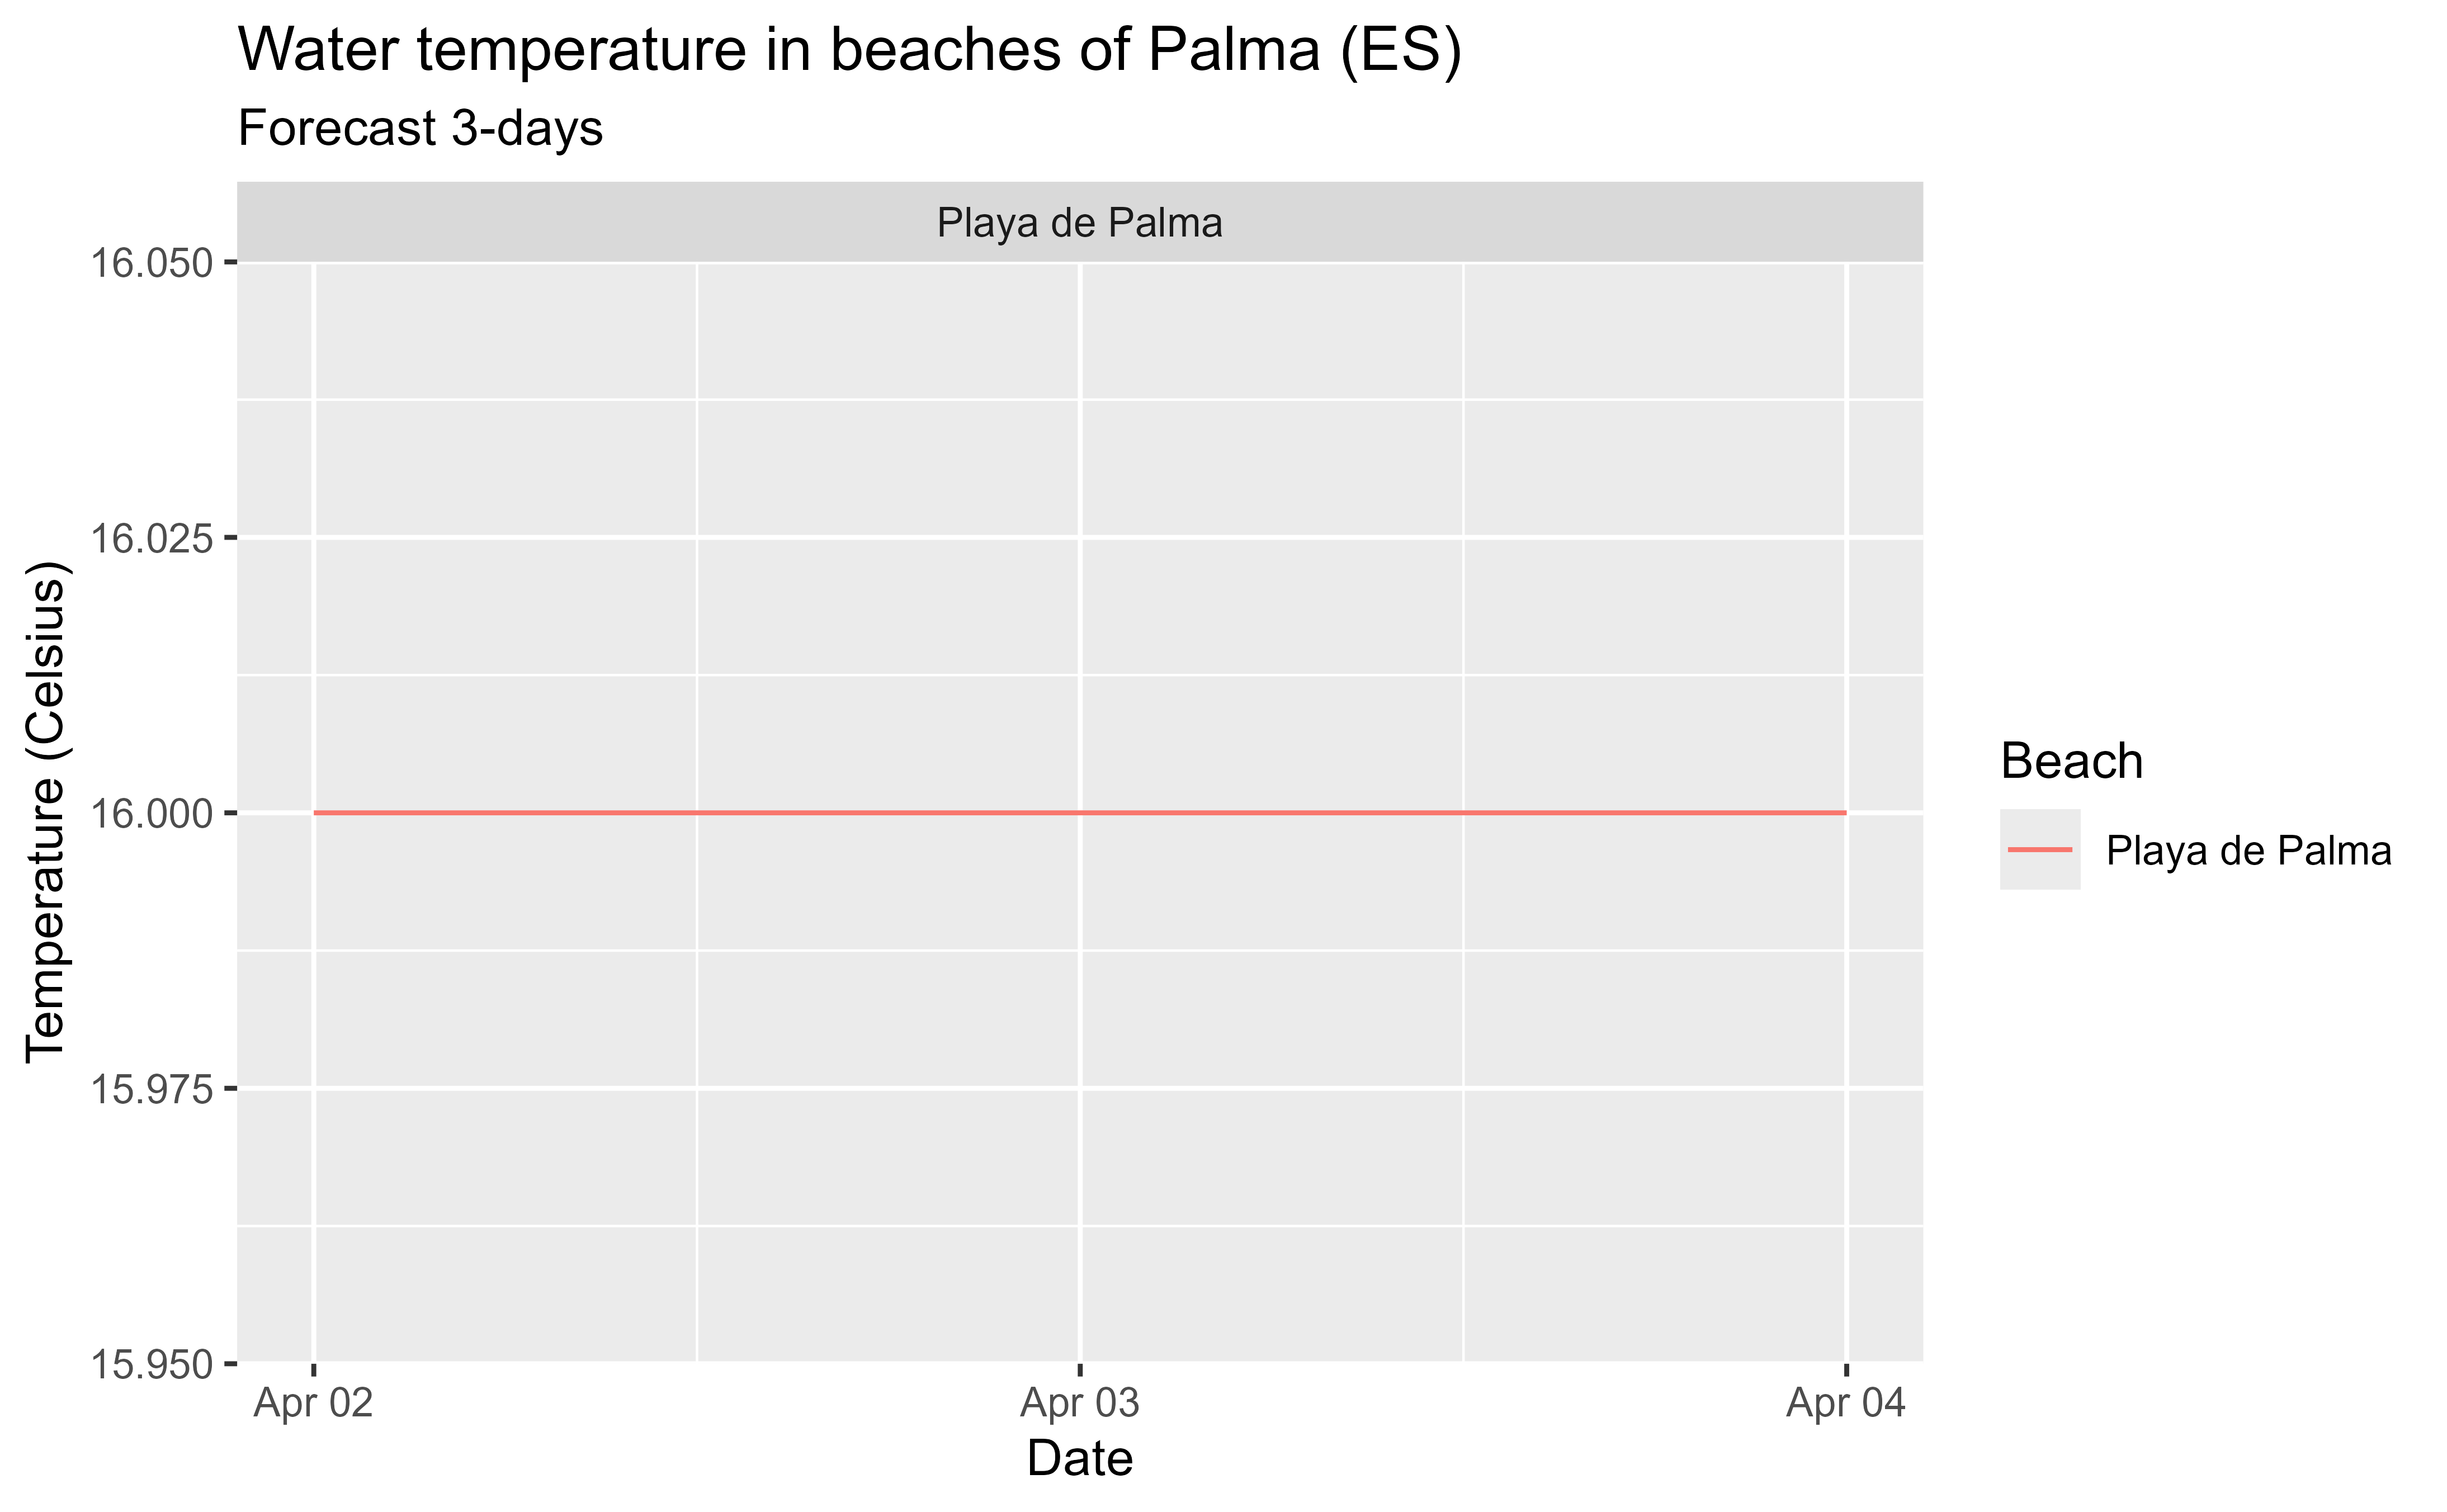 Water temperature in beaches of Palma (ES)
Forecast 3-days
Playa de Palma
16.050
16.025
16.000
15.975
15.950
Temperature (Celsius)
Apr 02
Apr 03
Apr 04
Date
Beach
Playa de Palma